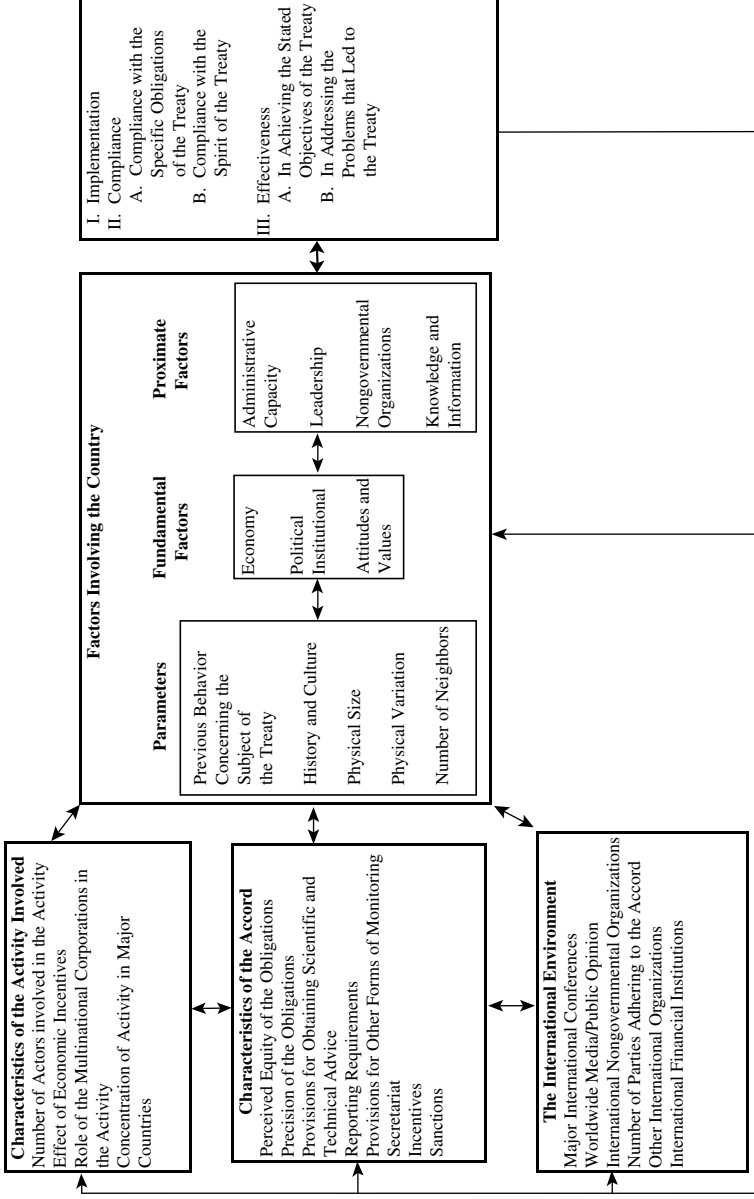 Characteristics of the Activity Involved
Number of Actors involved in the Activity
Effect of Economic Incentives
Role of the Multinational Corporations in
the Activity
Concentration of Activity in Major
Countries
Characteristics of the Accord
Perceived Equity of the Obligations
Precision of the Obligations
Provisions for Obtaining Scientific and
Technical Advice
Reporting Requirements
Provisions for Other Forms of Monitoring
Secretariat
Incentives
Sanctions
The International Environment
Major International Conferences
Worldwide Media/Public Opinion
International Nongovernmental Organizations
Number of Parties Adhering to the Accord
Other International Organizations
International Financial Institutions
Factors Involving the Country
Parameters
Previous Behavior
Concerning the
Subject of
the Treaty
History and Culture
Physical Size
Physical Variation
Number of Neighbors
Fundamental
Factors
Economy
Political
Institutional
Attitudes and
Values
Proximate
Factors
Administrative
Capacity
Leadership
Nongovernmental
Organizations
Knowledge and
Information
I. Implementation
II. Compliance
A. Compliance with the
Specific Obligations
of the Treaty
B. Compliance with the
Spirit of the Treaty
III. Effectiveness
A. In Achieving the Stated
Objectives of the Treaty
B. In Addressing the
Problems that Led to
the Treaty